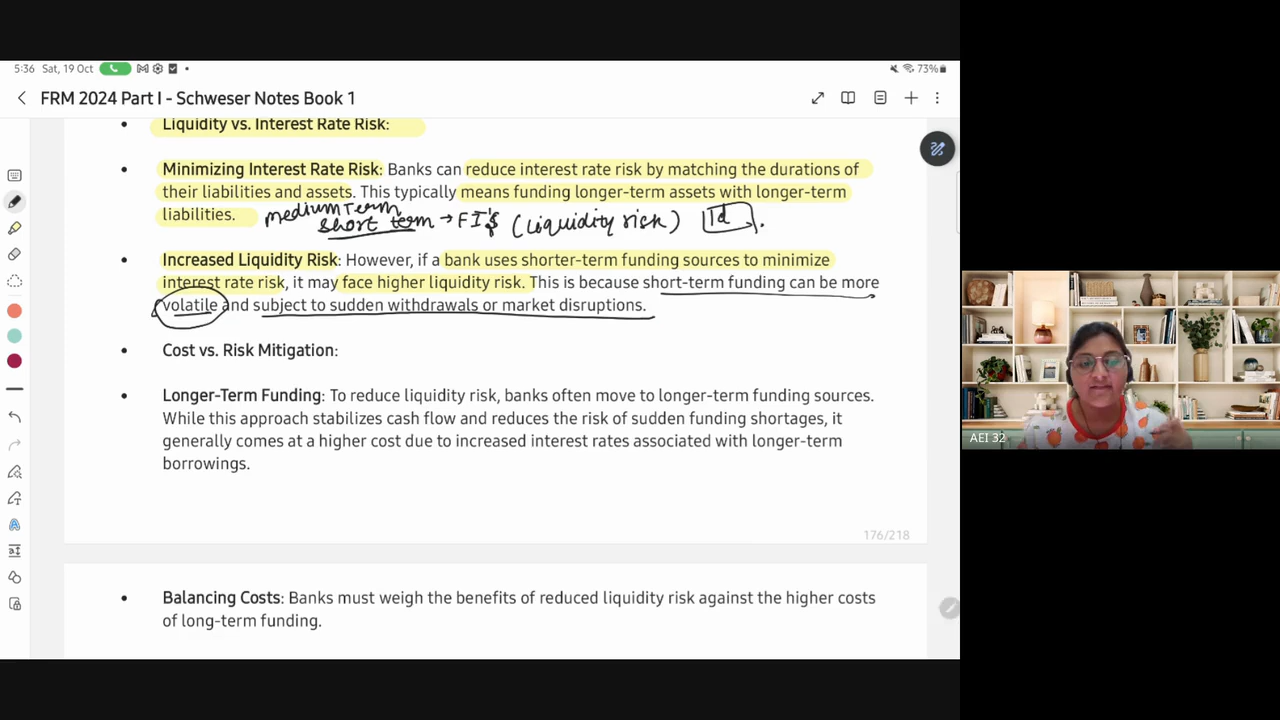 5:36 Sat, 19 Oct
73%
FRM 2024 Part I - Schweser Notes Book 1
• Liquidity vs. Interest Rate Risk:
• Minimizing Interest Rate Risk: Banks can reduce interest rate risk by matching the durations of
their liabilities and assets. This typically means funding longer-term assets with longer-term
liabilities.
medium Term
short term → FI's (liquidity risk) 1d
• Increased Liquidity Risk: However, if a bank uses shorter-term funding sources to minimize
interest rate risk, it may face higher liquidity risk. This is because short-term funding can be more
volatile and subject to sudden withdrawals or market disruptions.
• Cost vs. Risk Mitigation:
• Longer-Term Funding: To reduce liquidity risk, banks often move to longer-term funding sources.
While this approach stabilizes cash flow and reduces the risk of sudden funding shortages, it
generally comes at a higher cost due to increased interest rates associated with longer-term
borrowings.
176/218
• Balancing Costs: Banks must weigh the benefits of reduced liquidity risk against the higher costs
of long-term funding.
AEI 32